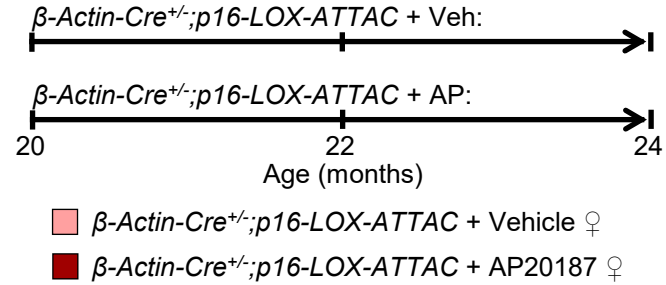 β-Actin-Cre+/-;p16-LOX-ATTAC + Veh:
β-Actin-Cre+/-;p16-LOX-ATTAC + AP:
20 22 24
Age (months)
β-Actin-Cre+/-;p16-LOX-ATTAC + Vehicle ♀
β-Actin-Cre+/-;p16-LOX-ATTAC + AP20187 ♀